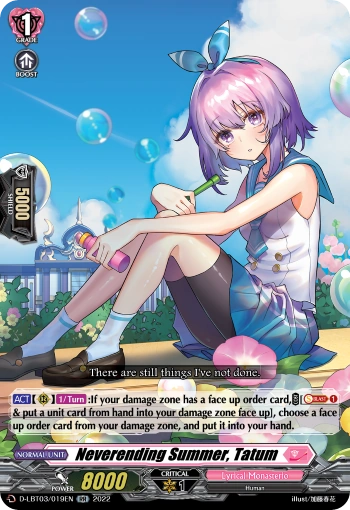 1
GRADE
BOOST
5000
SHIELD
There are still things I've not done.
ACT 1/Turn :If your damage zone has a face up order card, BLAST 1
& put a unit card from hand into your damage zone face up], choose a face
up order card from your damage zone, and put it into your hand.
NORMAL UNIT
Neverending Summer, Tatum
Lyrical Monasterio
POWER 8000
CRITICAL
1
Human
D-LBT03/019EN RR 2022
illust/加藤春花